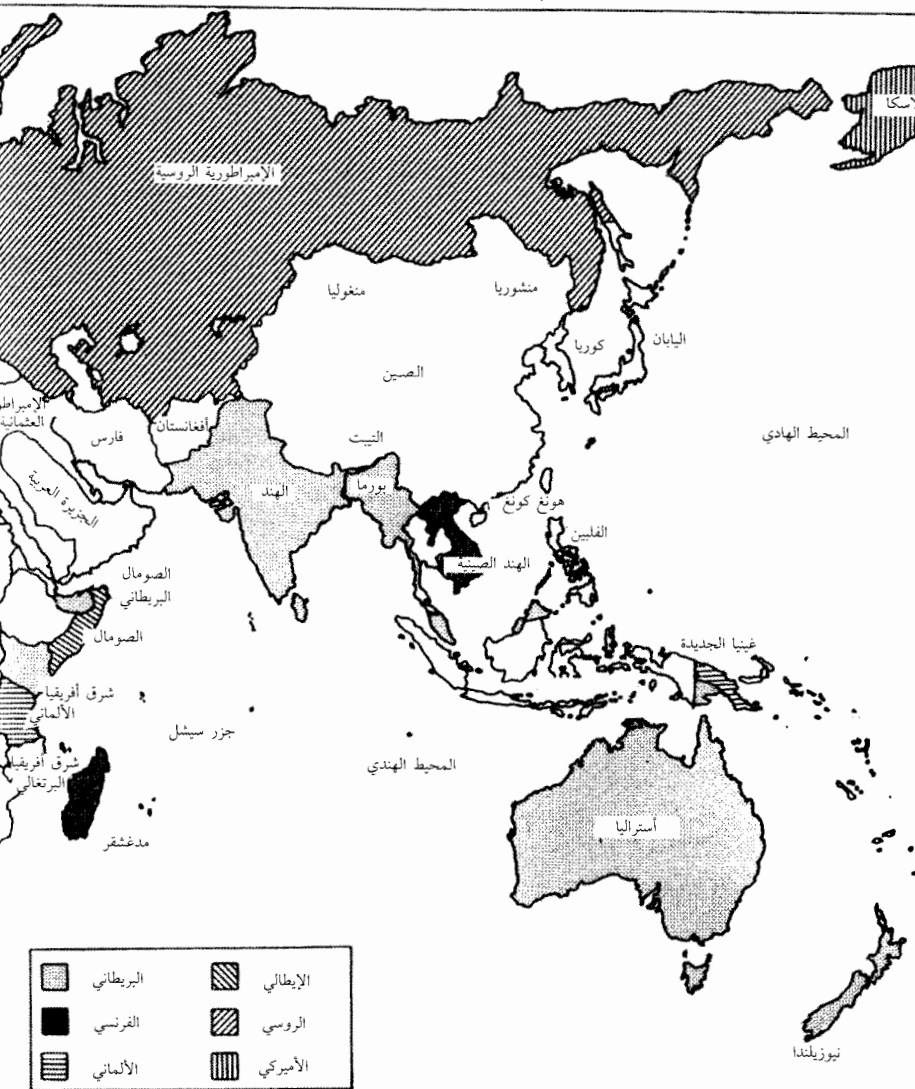 لاسكا
الإمبراطورية الروسية
منغوليا
منشوريا
اليابان
كوريا
الصين
الإمبراطو
العثمانية
فارس
أفغانستان
التيبت
المحيط الهادي
الجزيرة العربية
الهند
بورما
هونغ كونغ
الفلبين
الهند الصينية
الصومال
البريطاني
الصومال
غينيا الجديدة
شرق أفريقيا
الألماني
جزر سيشل
شرق أفريقيا
البرتغالي
المحيط الهندي
مدغشقر
أستراليا
نيوزيلندا
الإيطالي
البريطاني
الروسي
الفرنسي
الأميركي
الألماني